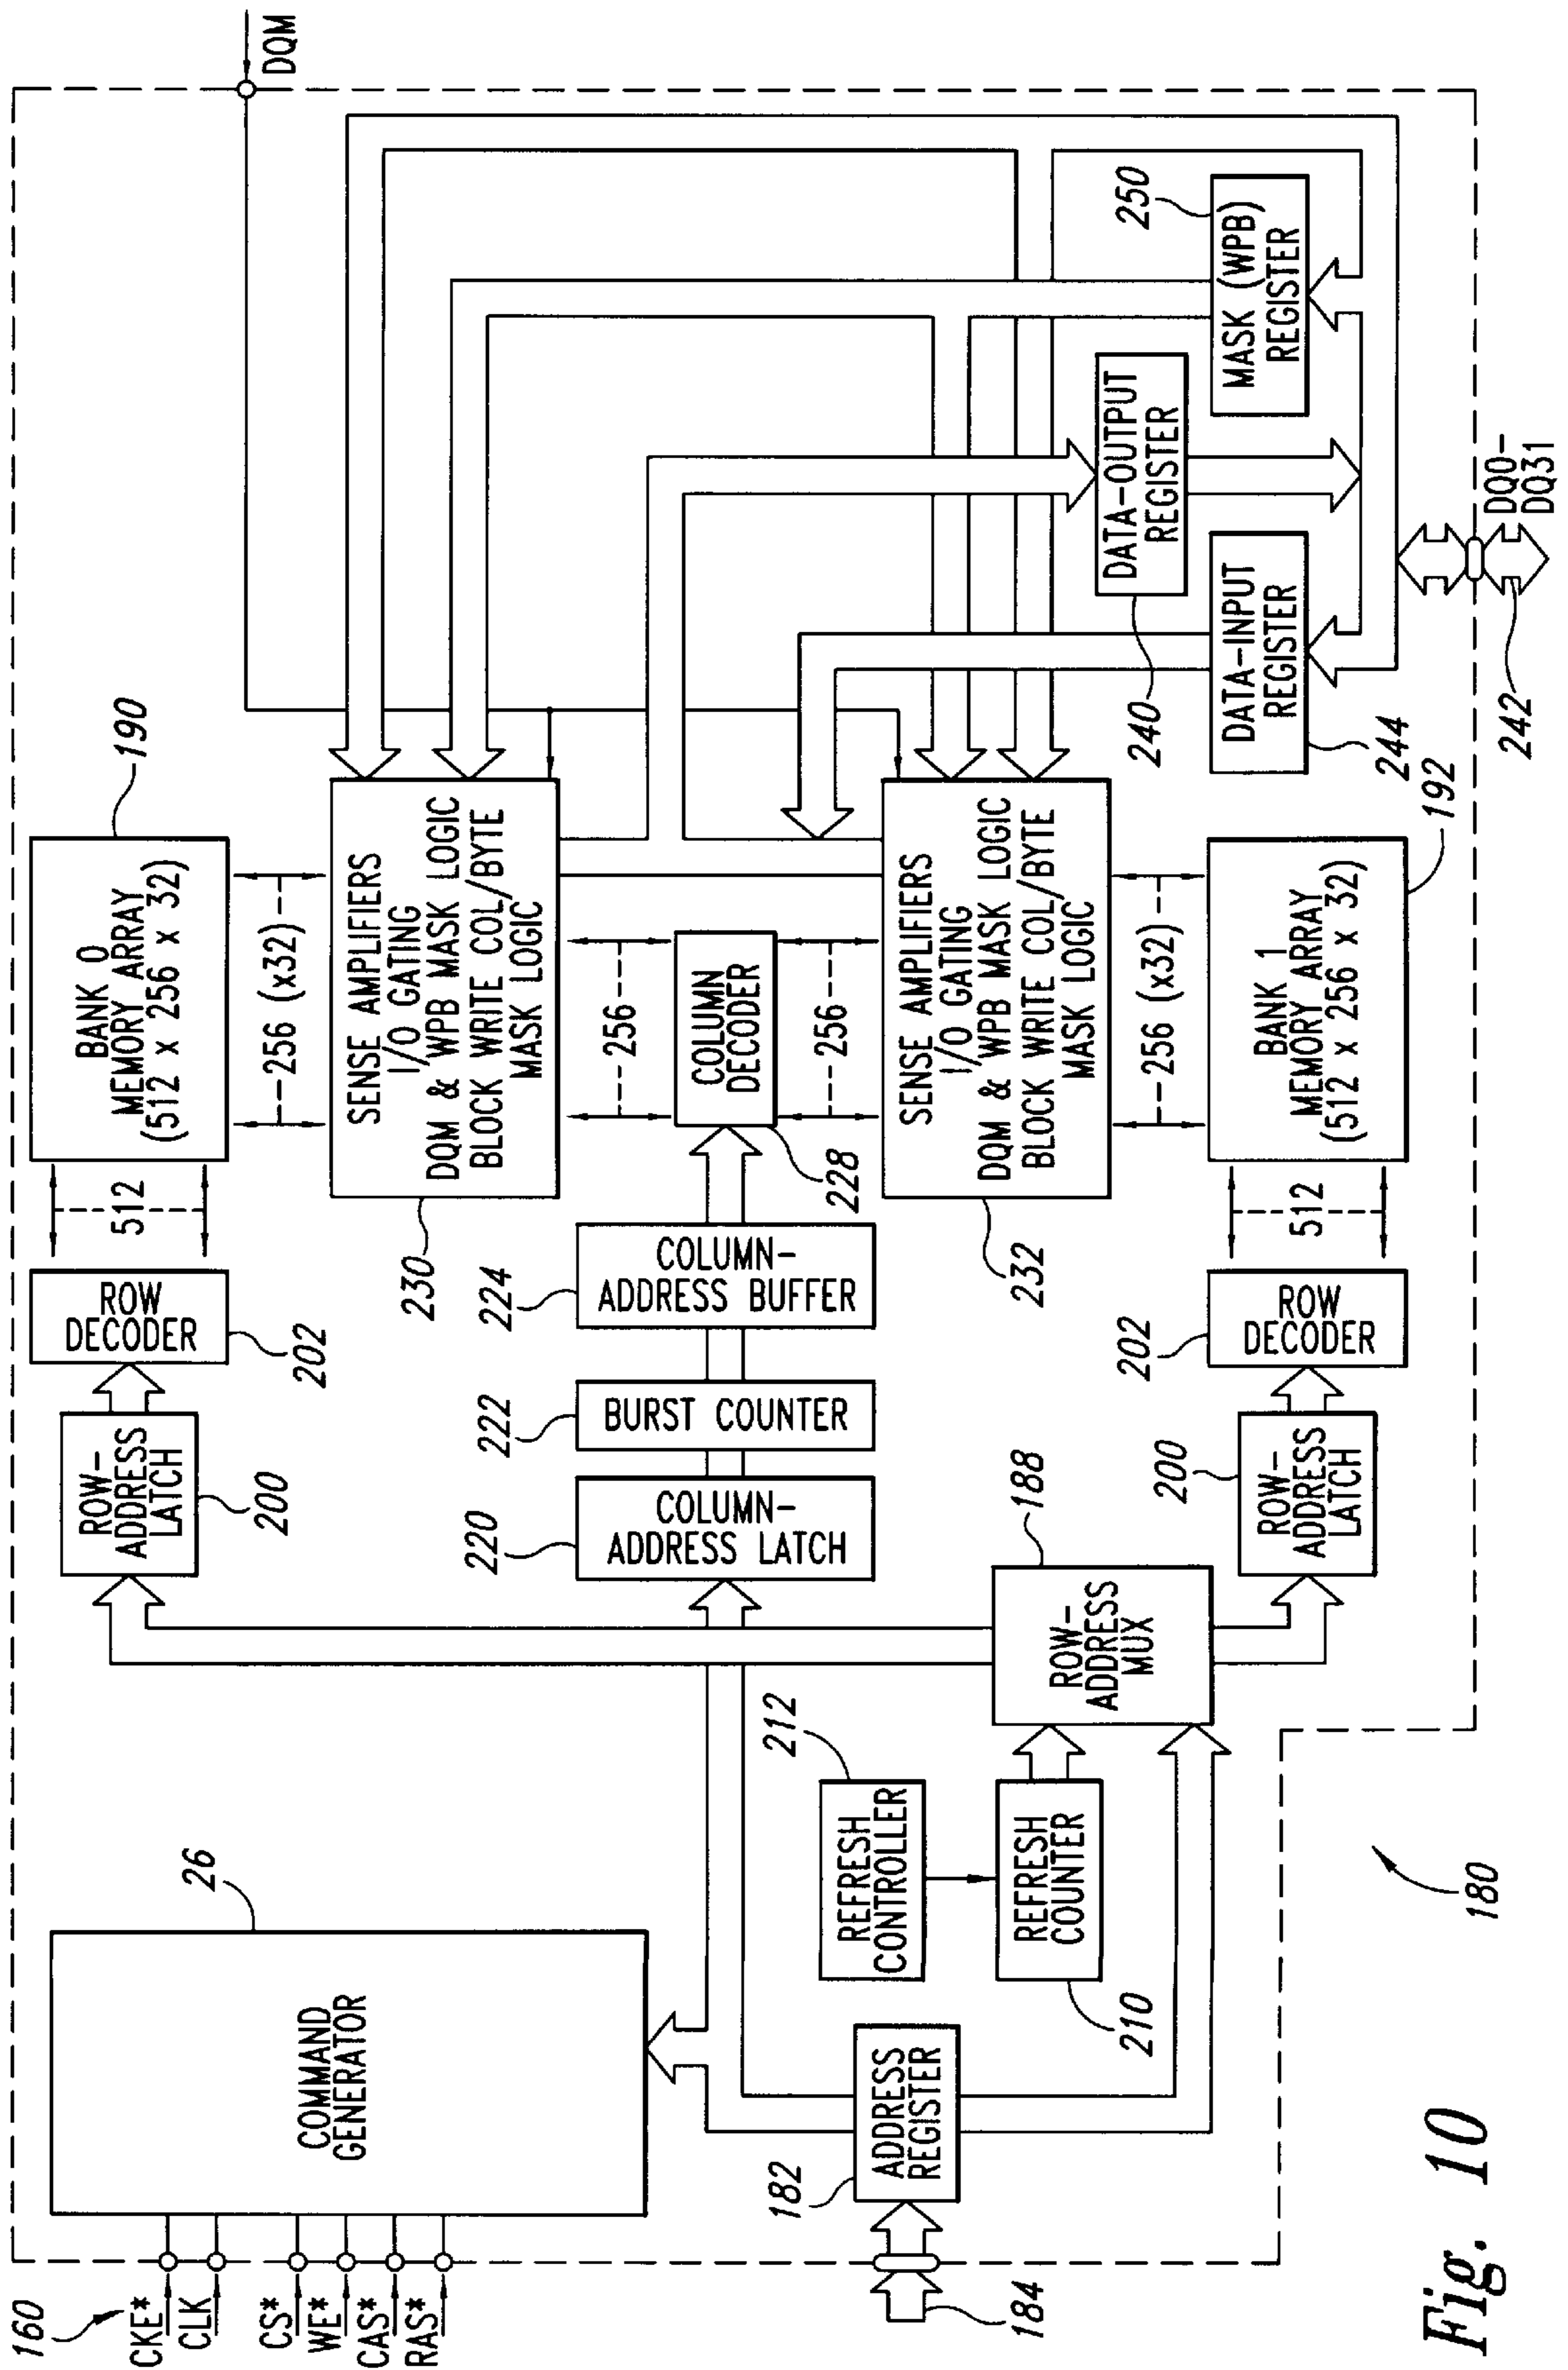 160
CKE*
CLK
CS*
WE*
CAS*
RAS*
COMMAND
GENERATOR
26
184
182
ADDRESS
REGISTER
REFRESH
CONTROLLER
212
REFRESH
COUNTER
210
ROW-
ADDRESS
MUX
188
ROW-
ADDRESS
LATCH
200
ROW
DECODER
202
512
BANK 0
MEMORY ARRAY
(512 x 256 x 32)
190
256 (x32)
SENSE AMPLIFIERS
I/O GATING
DQM & WPB MASK LOGIC
BLOCK WRITE COL/BYTE
MASK LOGIC
230
256
COLUMN-
ADDRESS LATCH
220
BURST COUNTER
222
COLUMN-
ADDRESS BUFFER
224
COLUMN
DECODER
228
256
SENSE AMPLIFIERS
I/O GATING
DQM & WPB MASK LOGIC
BLOCK WRITE COL/BYTE
MASK LOGIC
232
256 (x32)
ROW-
ADDRESS
LATCH
200
ROW
DECODER
202
512
BANK 1
MEMORY ARRAY
(512 x 256 x 32)
192
DATA-INPUT
REGISTER
244
DATA-OUTPUT
REGISTER
240
MASK (WPB)
REGISTER
250
DQM
242
DQ0-
DQ31
180
Fig. 10